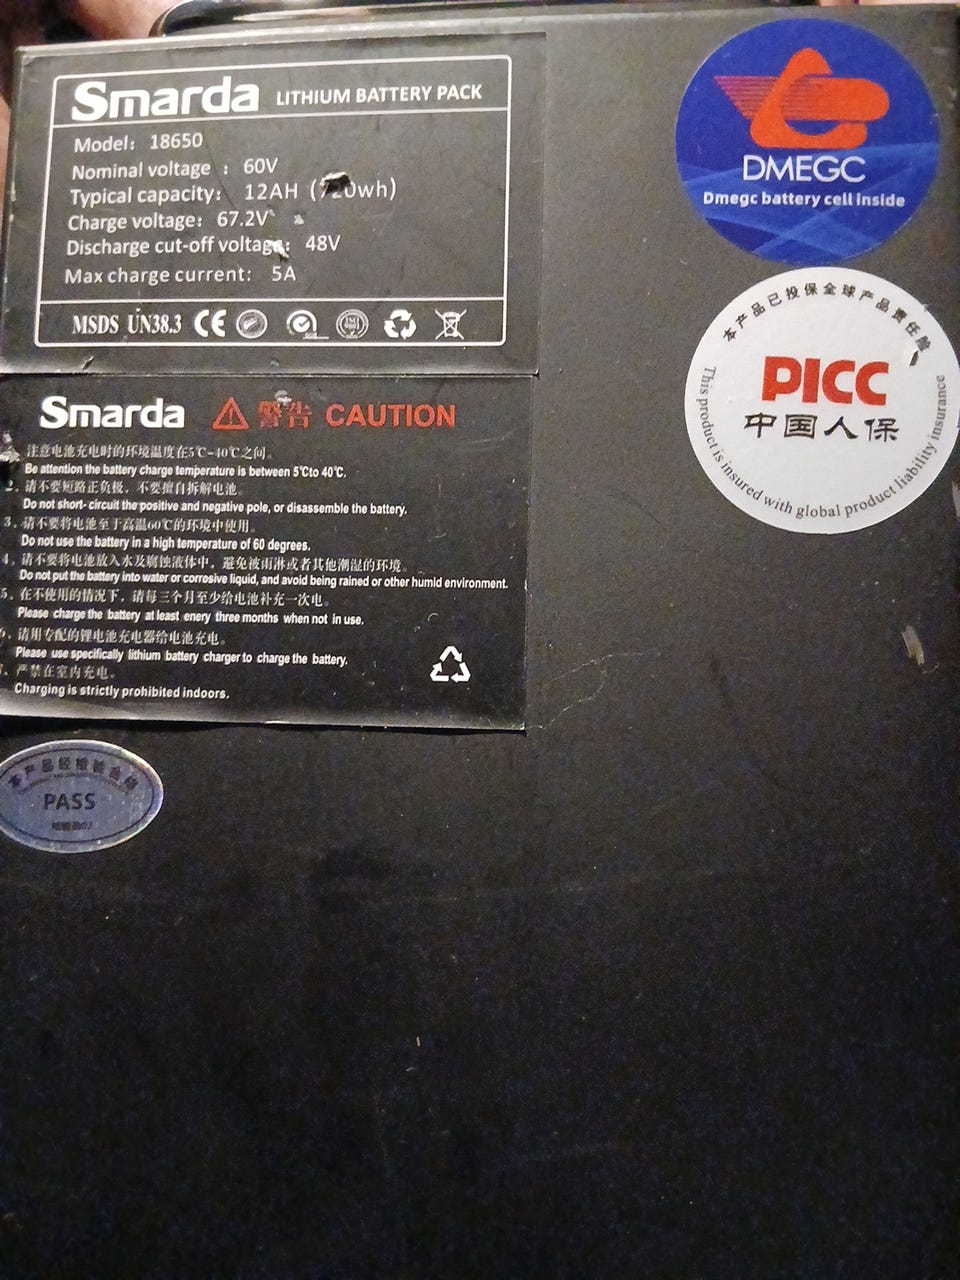 Smarda LITHIUM BATTERY PACK
Model: 18650
Nominal voltage : 60V
Typical capacity: 12AH (720wh)
Charge voltage: 67.2V
Discharge cut-off voltage: 48V
Max charge current: 5A
MSDS UN38.3 CE
DMEGC
Dmegc battery cell inside
本产品已投保全球产品责任险
PICC
中国人保
This product is insured with global product liability insurance
Smarda 警告 CAUTION
注意电池充电时的环境温度在5℃-40℃之间。
Be attention the battery charge temperature is between 5℃to 40℃.
2、请不要短路正负极，不要擅自拆解电池。
Do not short- circuit the positive and negative pole, or disassemble the battery.
3、请不要将电池至于高温60℃的环境中使用。
Do not use the battery in a high temperature of 60 degrees.
4、请不要将电池放入水及腐蚀液体中，避免被雨淋或者其他潮湿的环境。
Do not put the battery into water or corrosive liquid, and avoid being rained or other humid environment.
5、在不使用的情况下，请每三个月至少给电池补充一次电。
Please charge the battery at least enery three months when not in use.
、请用专配的锂电池充电器给电池充电。
Please use specifically lithium battery charger to charge the battery.
、严禁在室内充电。
Charging is strictly prohibited indoors.
本产品经检验合格
PASS